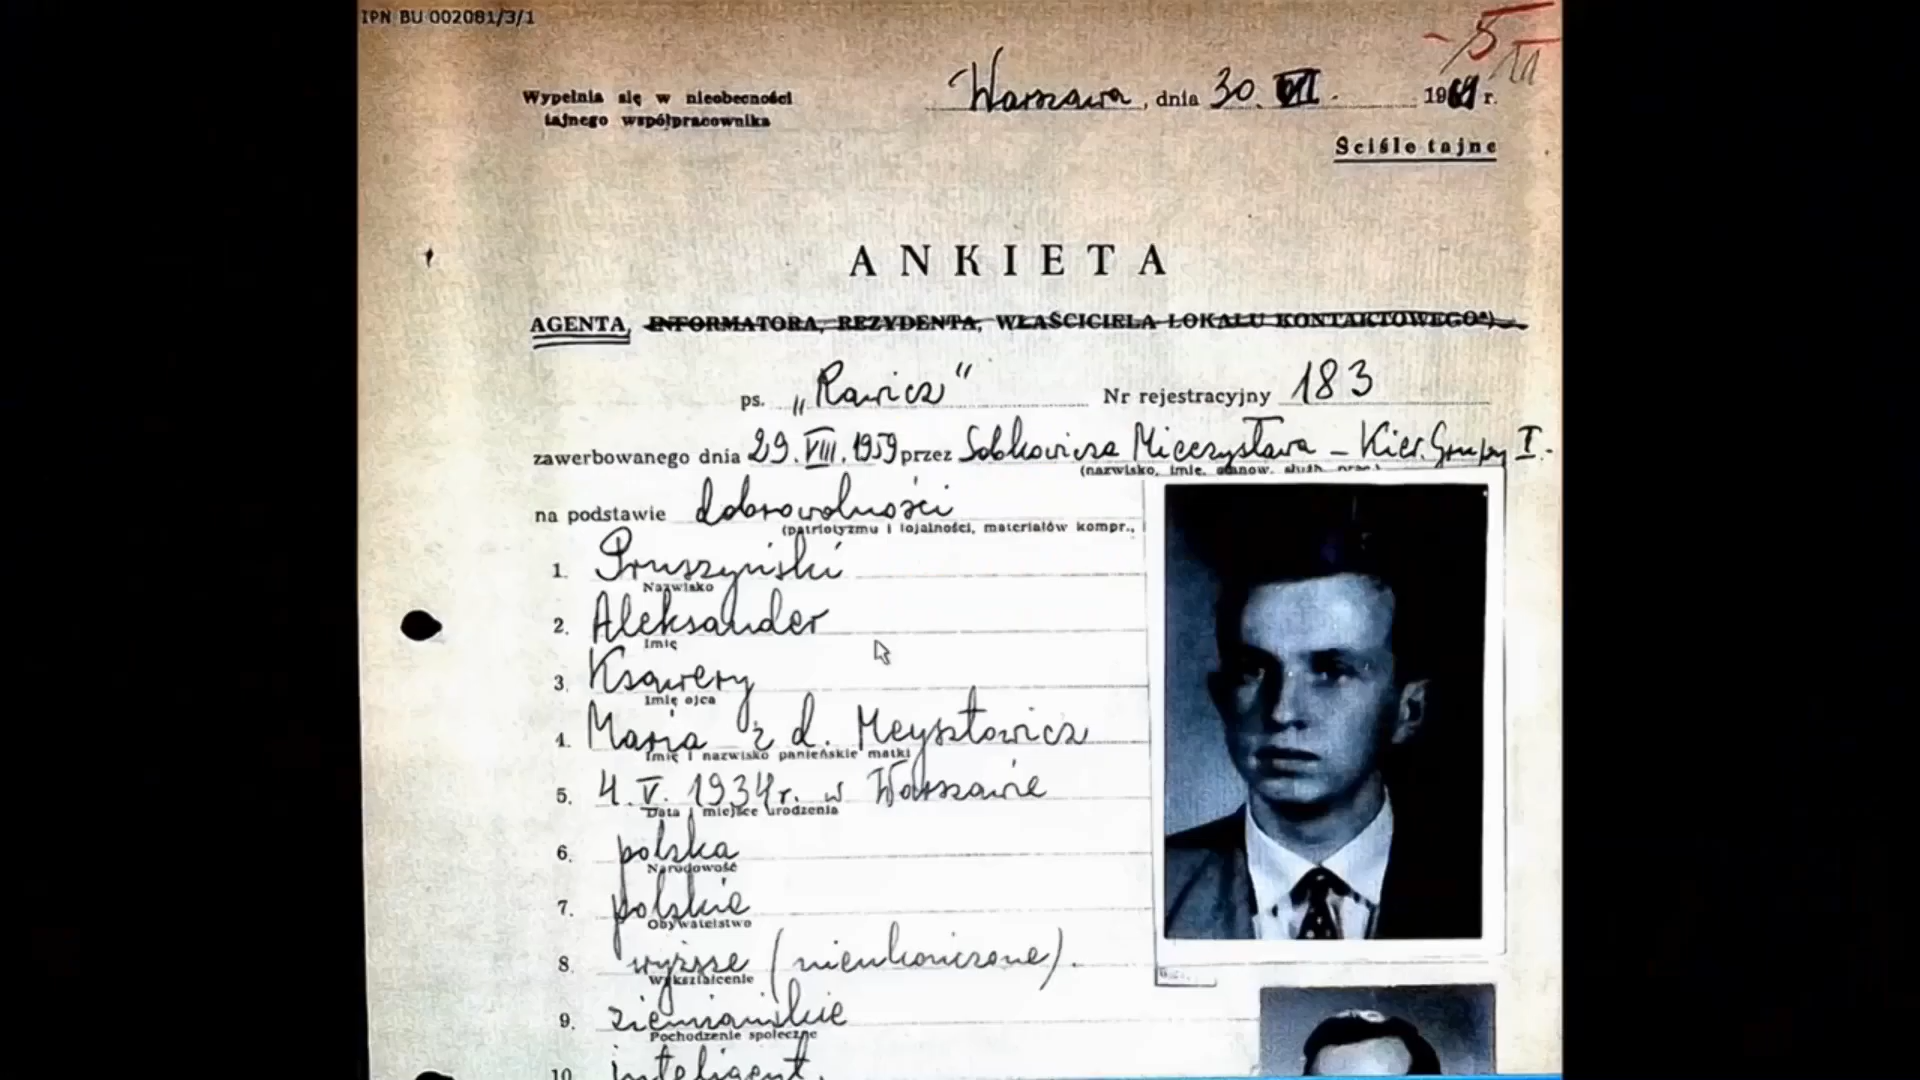 IPN BU 002081/3/1
Wypełnia się w nieobecności
tajnego współpracownika
Warszawa, dnia 30. VII. 1961 r.
Ściśle tajne
ANKIETA
AGENTA, INFORMATORA, REZYDENTA, WŁAŚCICIELA LOKALU KONTAKTOWEGO*)
ps. „Rawicz" Nr rejestracyjny 183
zawerbowanego dnia 29. VIII. 1959 przez Sobkowicza Mieczysława – Kier. Grupy I.-
(nazwisko, imię, stanow. służb.
na podstawie dobrowolności
(patriotyzmu i lojalności, materiałów kompr.,
1. Pruszyński
Nazwisko
2. Aleksander
Imię
3. Ksawery
Imię ojca
4. Maria z d. Meysztowicz
Imię i nazwisko panieńskie matki
5. 4. V. 1934 r. w Warszawie
Data i miejsce urodzenia
6. polska
Narodowość
7. polskie
Obywatelstwo
8. wyższe (nieukończone).
Wykształcenie
9. ziemiańskie
Pochodzenie społeczne
10. inteligent.